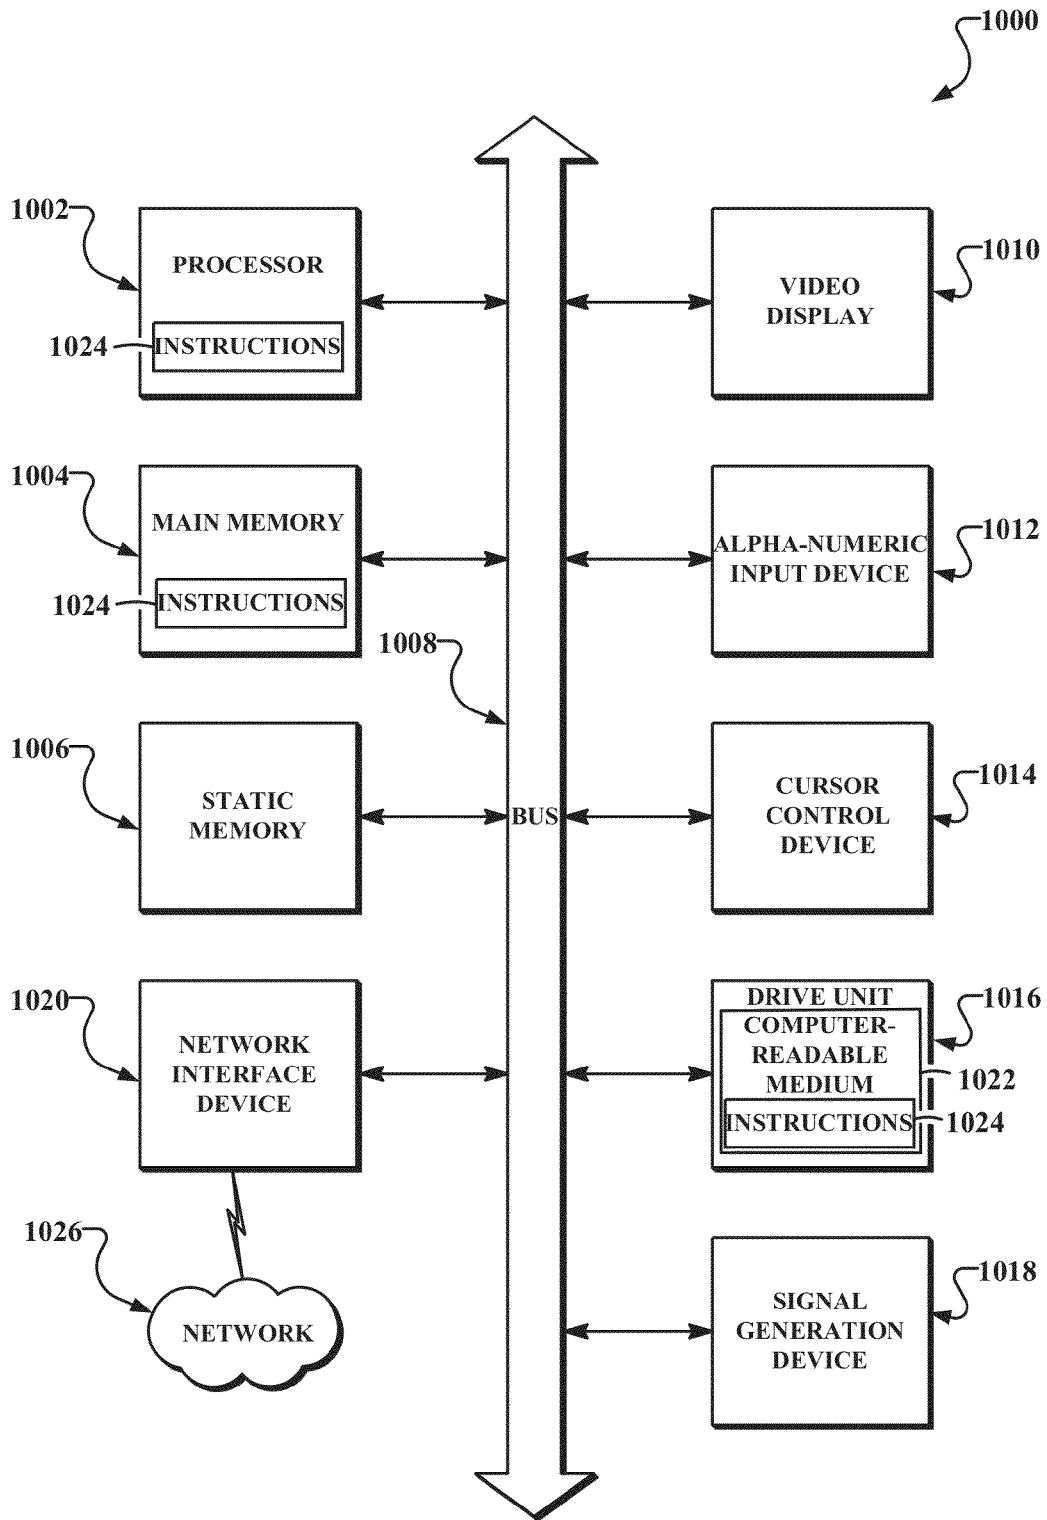 1000
1002
PROCESSOR
1024
INSTRUCTIONS
1010
VIDEO
DISPLAY
1004
MAIN MEMORY
1024
INSTRUCTIONS
1012
ALPHA-NUMERIC
INPUT DEVICE
1008
1006
STATIC
MEMORY
BUS
1014
CURSOR
CONTROL
DEVICE
1020
NETWORK
INTERFACE
DEVICE
1016
DRIVE UNIT
COMPUTER-
READABLE
MEDIUM
1022
INSTRUCTIONS
1024
1026
NETWORK
1018
SIGNAL
GENERATION
DEVICE